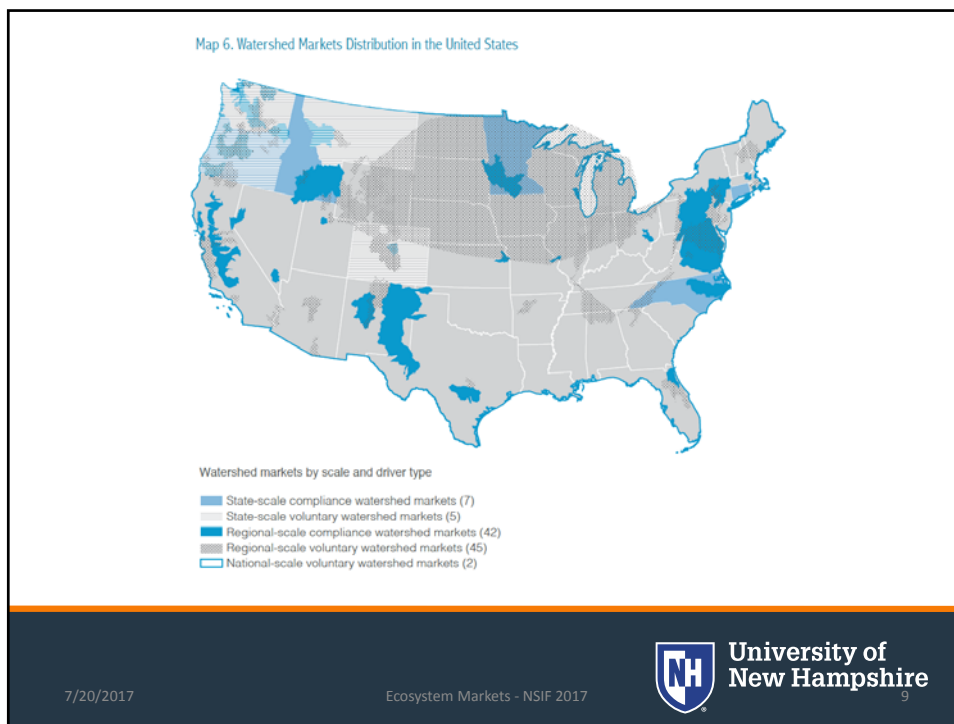 Map 6. Watershed Markets Distribution in the United States
Watershed markets by scale and driver type
State-scale compliance watershed markets (7)
State-scale voluntary watershed markets (5)
Regional-scale compliance watershed markets (42)
Regional-scale voluntary watershed markets (45)
National-scale voluntary watershed markets (2)
7/20/2017
Ecosystem Markets - NSIF 2017
NH
University of
New Hampshire
9